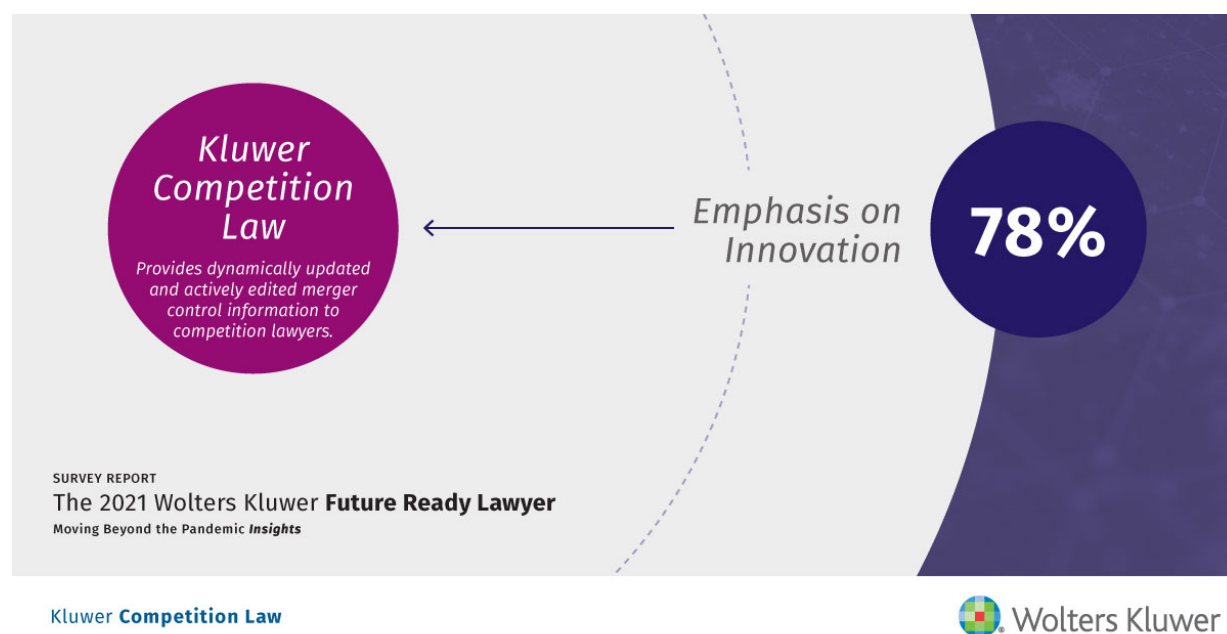 Kluwer
Competition
Law
Provides dynamically updated
and actively edited merger
control information to
competition lawyers.
Emphasis on
Innovation
78%
SURVEY REPORT
The 2021 Wolters Kluwer Future Ready Lawyer
Moving Beyond the Pandemic Insights
Kluwer Competition Law
Wolters Kluwer